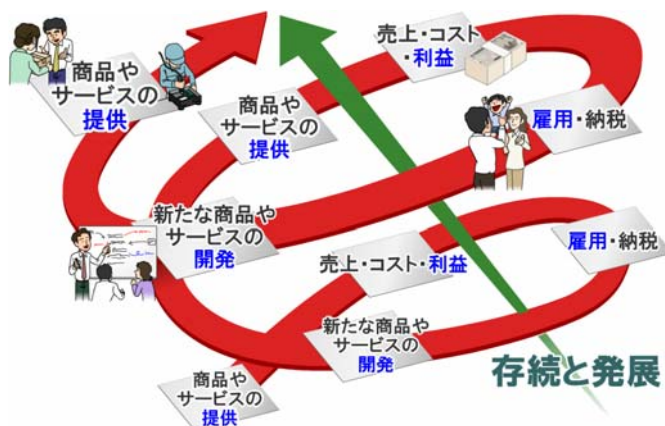 商品や
サービスの
提供
商品や
サービスの
提供
売上・コスト
・利益
雇用・納税
新たな商品や
サービスの
開発
売上・コスト・利益
雇用・納税
新たな商品や
サービスの
開発
商品や
サービスの
提供
存続と発展